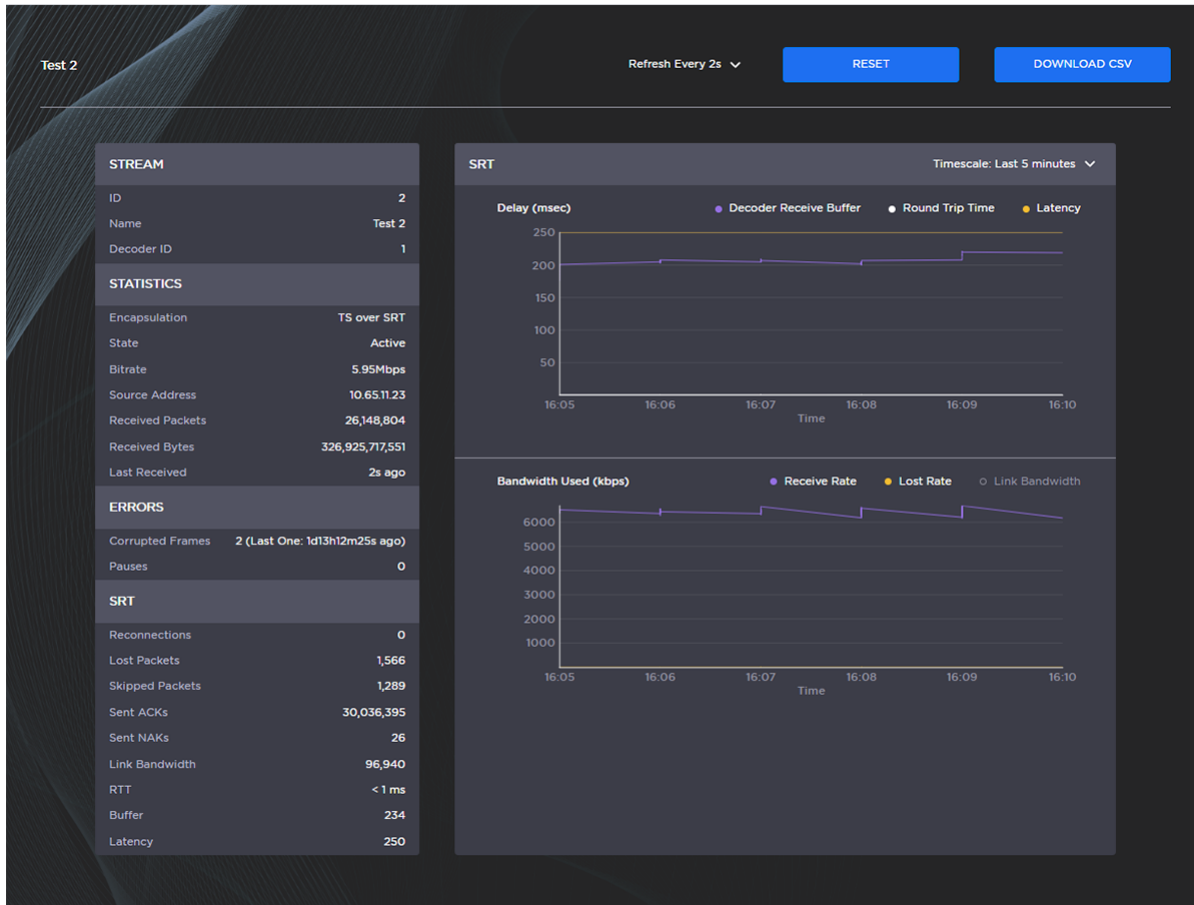 Test 2
Refresh Every 2s
RESET
DOWNLOAD CSV
STREAM
ID 2
Name Test 2
Decoder ID 1
STATISTICS
Encapsulation TS over SRT
State Active
Bitrate 5.95Mbps
Source Address 10.65.11.23
Received Packets 26,148,804
Received Bytes 326,925,717,551
Last Received 2s ago
ERRORS
Corrupted Frames 2 (Last One: 1d13h12m25s ago)
Pauses 0
SRT
Reconnections 0
Lost Packets 1,566
Skipped Packets 1,289
Sent ACKs 30,036,395
Sent NAKs 26
Link Bandwidth 96,940
RTT < 1 ms
Buffer 234
Latency 250
SRT Timescale: Last 5 minutes
Delay (msec) Decoder Receive Buffer Round Trip Time Latency
250
200
150
100
50
16:05 16:06 16:07 16:08 16:09 16:10
Time
Bandwidth Used (kbps) Receive Rate Lost Rate Link Bandwidth
6000
5000
4000
3000
2000
1000
16:05 16:06 16:07 16:08 16:09 16:10
Time